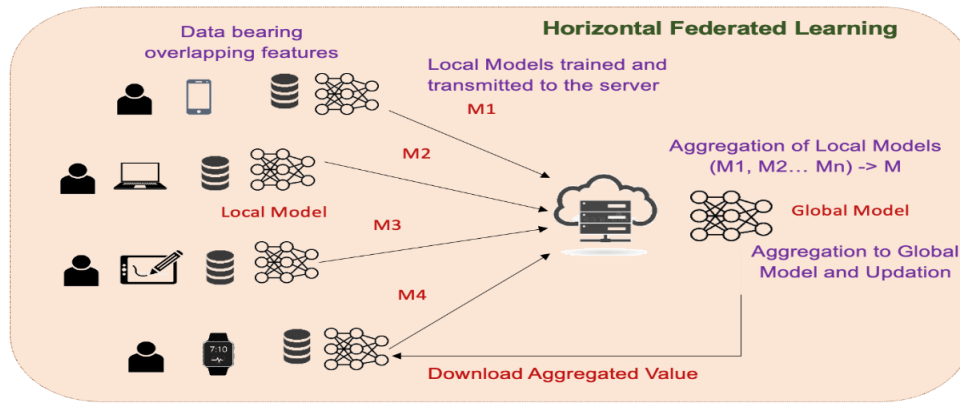 Horizontal Federated Learning
Data bearing
overlapping features
Local Models trained and
transmitted to the server
M1
M2
Aggregation of Local Models
(M1, M2... Mn) -> M
Local Model
M3
Global Model
Aggregation to Global
Model and Updation
M4
7:10
Download Aggregated Value